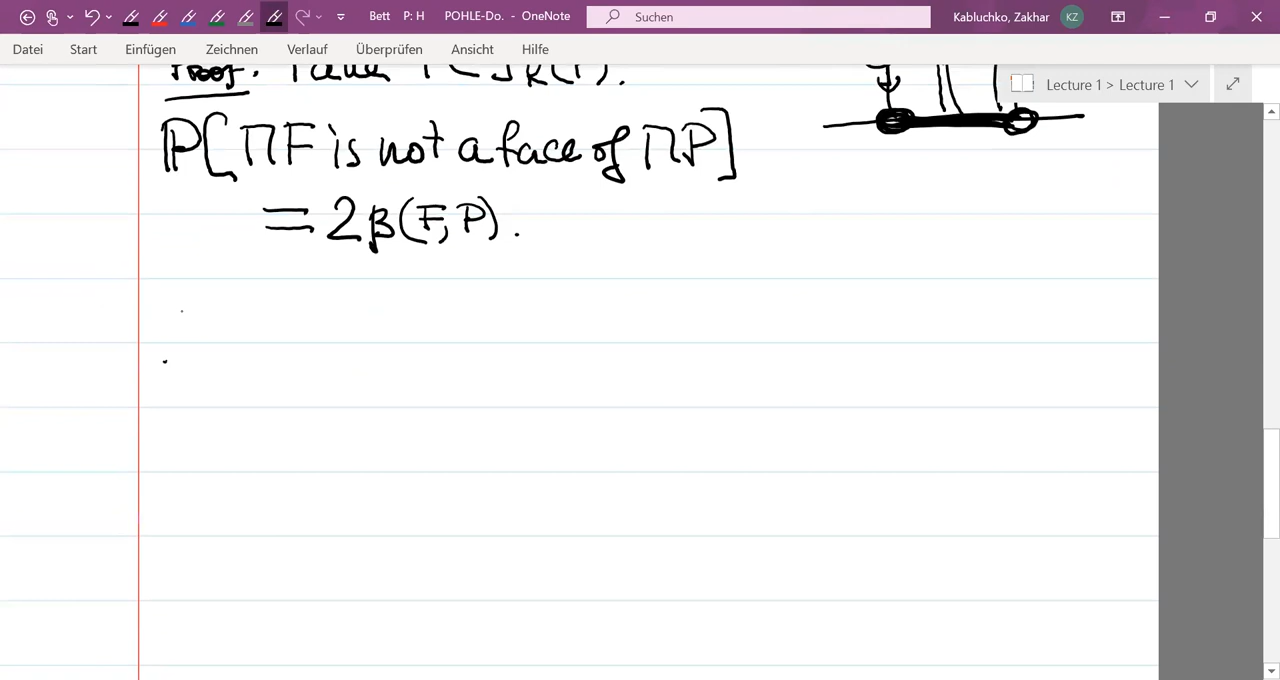 Bett P: H POHLE-Do. - OneNote Suchen Kabluchko, Zakhar KZ
Datei Start Einfügen Zeichnen Verlauf Überprüfen Ansicht Hilfe
Lecture 1 > Lecture 1
Proof.
ℙ[ΠF is not a face of ΠP]
= 2β(F, P).